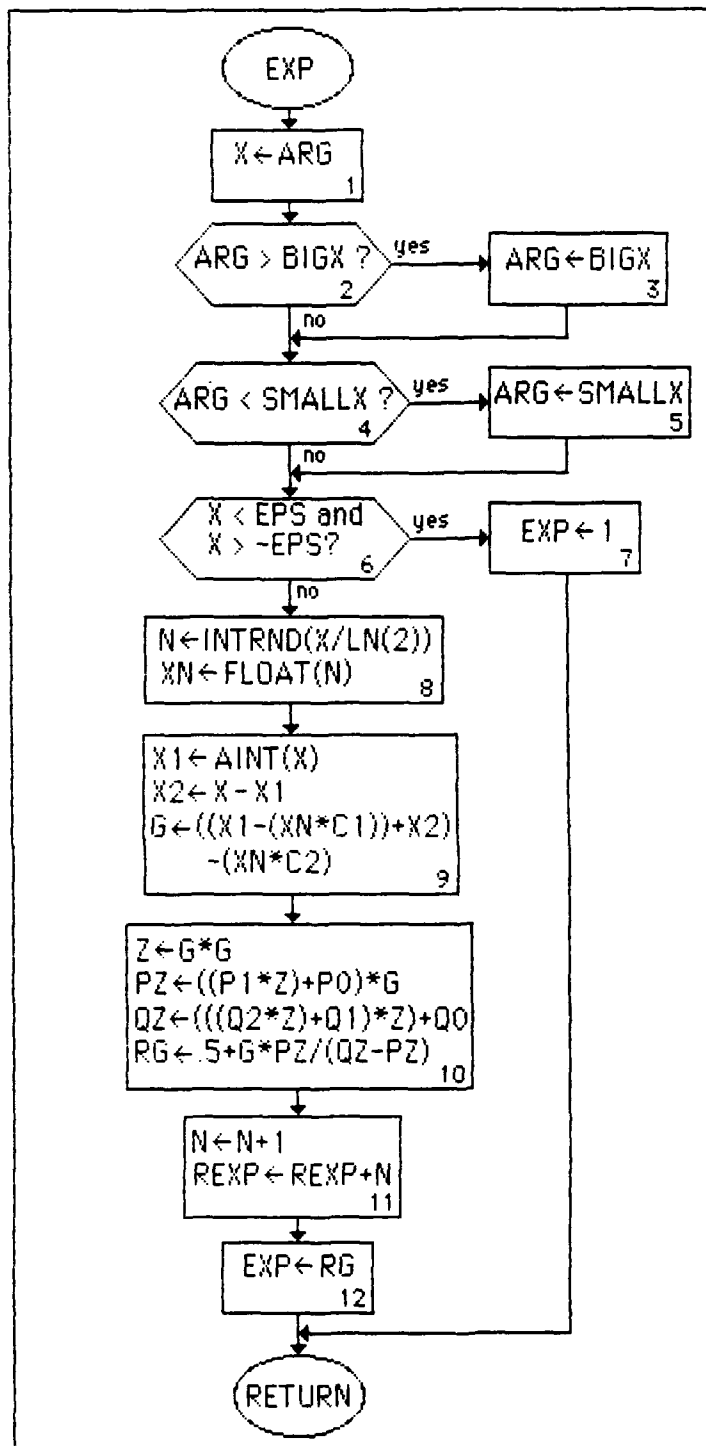 EXP
X←ARG
1
ARG > BIGX ?
2
yes
ARG←BIGX
3
no
ARG < SMALLX ?
4
yes
ARG←SMALLX
5
no
X < EPS and
X > -EPS?
6
yes
EXP←1
7
no
N←INTRND(X/LN(2))
XN←FLOAT(N)
8
X1←AINT(X)
X2←X-X1
G←((X1-(XN*C1))+X2)
-(XN*C2)
9
Z←G*G
PZ←((P1*Z)+P0)*G
QZ←(((Q2*Z)+Q1)*Z)+Q0
RG←.5+G*PZ/(QZ-PZ)
10
N←N+1
REXP←REXP+N
11
EXP←RG
12
RETURN